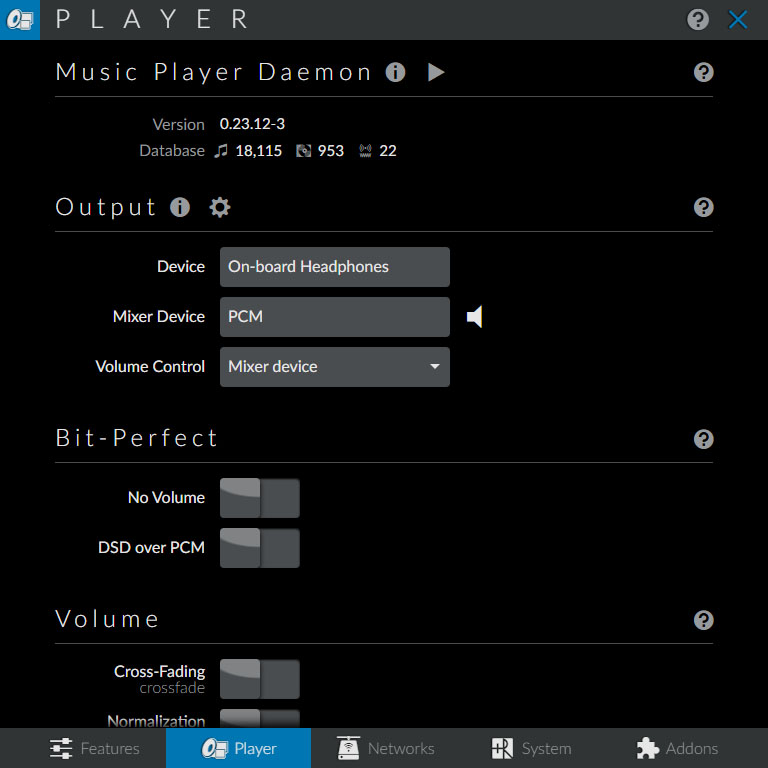 PLAYER
Music Player Daemon
Version 0.23.12-3
Database 18,115 953 22
Output
Device On-board Headphones
Mixer Device PCM
Volume Control Mixer device
Bit-Perfect
No Volume
DSD over PCM
Volume
Cross-Fading
crossfade
Normalization
Features Player Networks System Addons